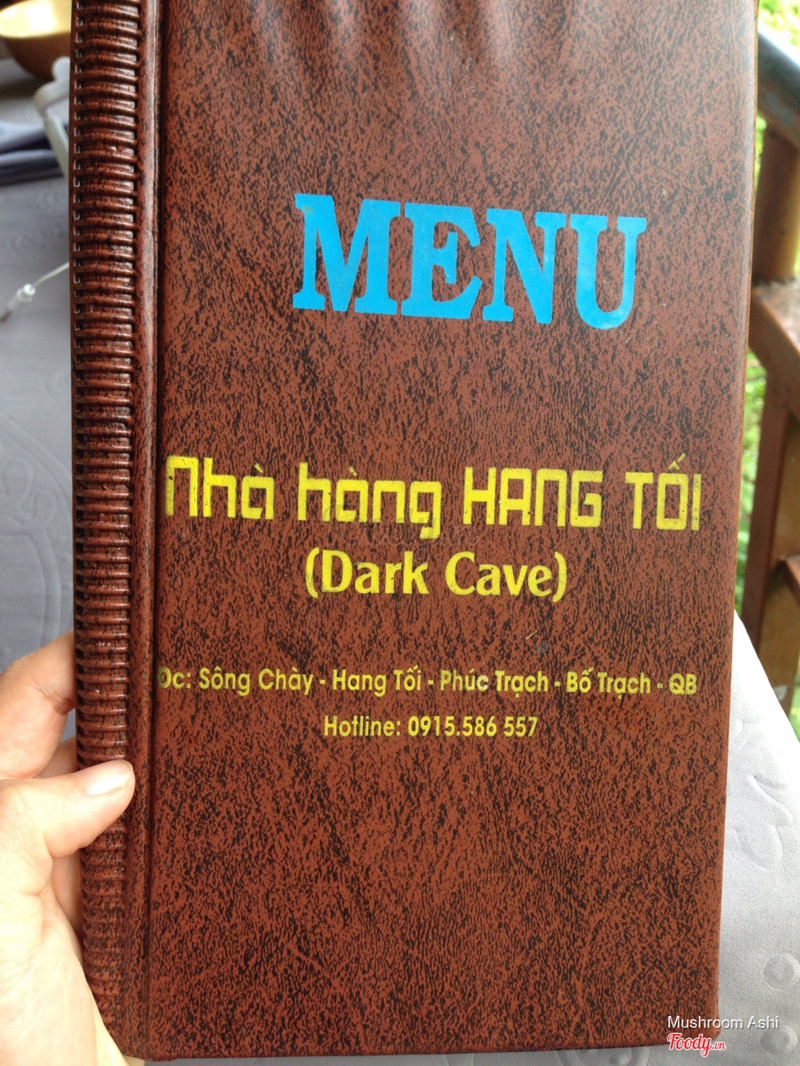 MENU
Nhà hàng HANG TỐI
(Dark Cave)
Đc: Sông Chày - Hang Tối - Phúc Trạch - Bố Trạch - QB
Hotline: 0915.586 557
Mushroom Ashi
Foody.vn